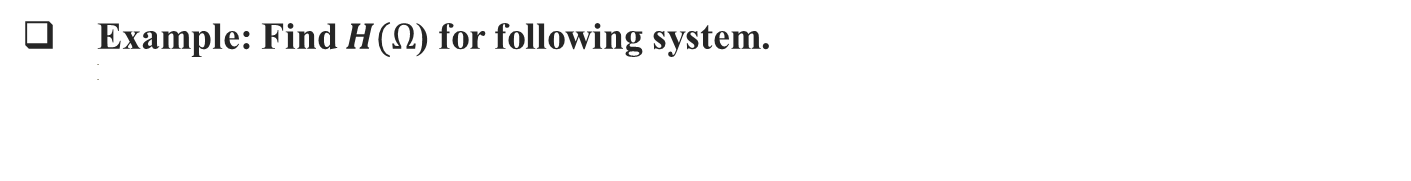 ❑ Example: Find H(Ω) for following system.